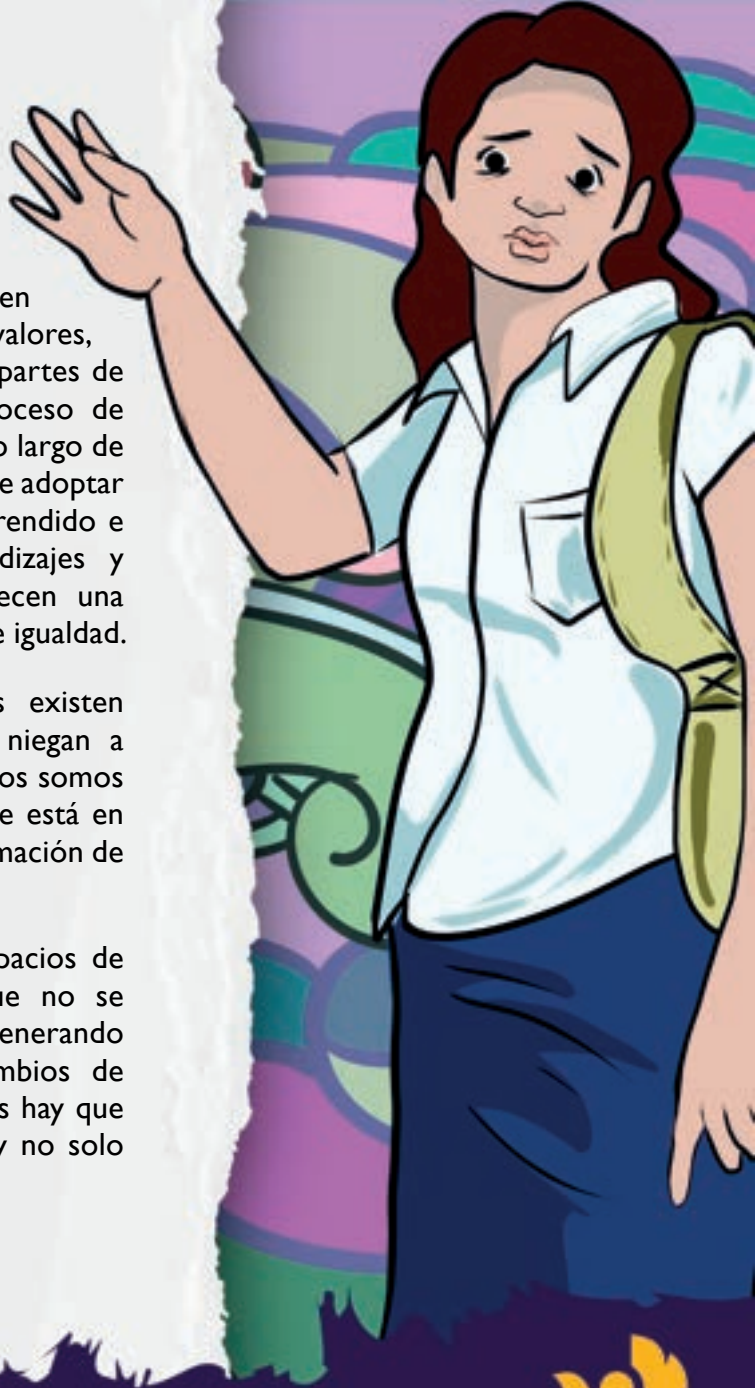 en
valores,
partes de
oceso de
o largo de
e adoptar
rendido e
dizajes y
ecen una
e igualdad.
s existen
niegan a
os somos
e está en
mación de
pacios de
ue no se
enerando
mbios de
s hay que
y no solo